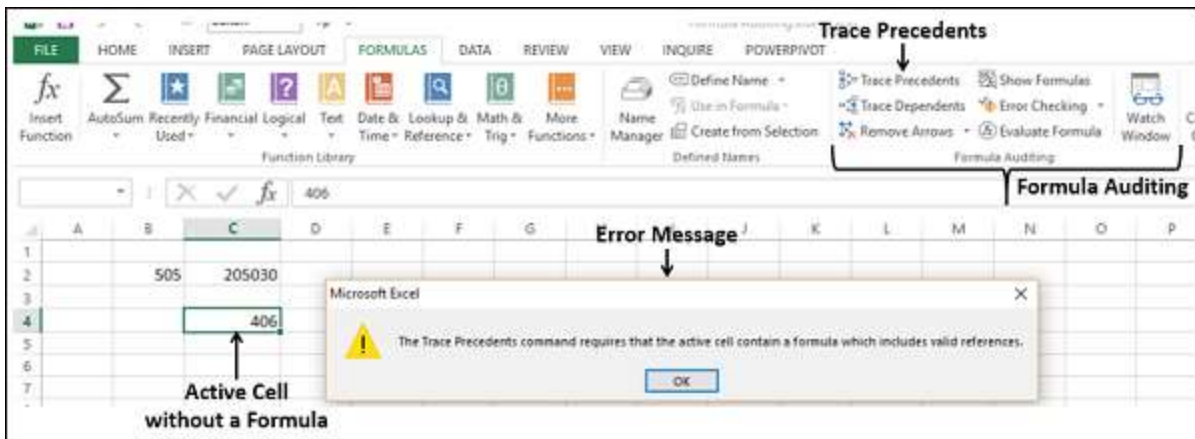 Trace Precedents
FILE HOME INSERT PAGE LAYOUT FORMULAS DATA REVIEW VIEW INQUIRE POWERPIVOT
fx Insert Function
AutoSum
Recently Used
Financial
Logical
Text
Date & Time
Lookup & Reference
Math & Trig
More Functions
Function Library
Name Manager
Define Name
Use in Formula
Create from Selection
Defined Names
Trace Precedents
Trace Dependents
Remove Arrows
Show Formulas
Error Checking
Evaluate Formula
Watch Window
Formula Auditing
Formula Auditing
fx 406
A B C D E F G J K L M N O P
Error Message
1
2 505 205030
3
4 406
5
6
7
Microsoft Excel
The Trace Precedents command requires that the active cell contain a formula which includes valid references.
OK
Active Cell
without a Formula